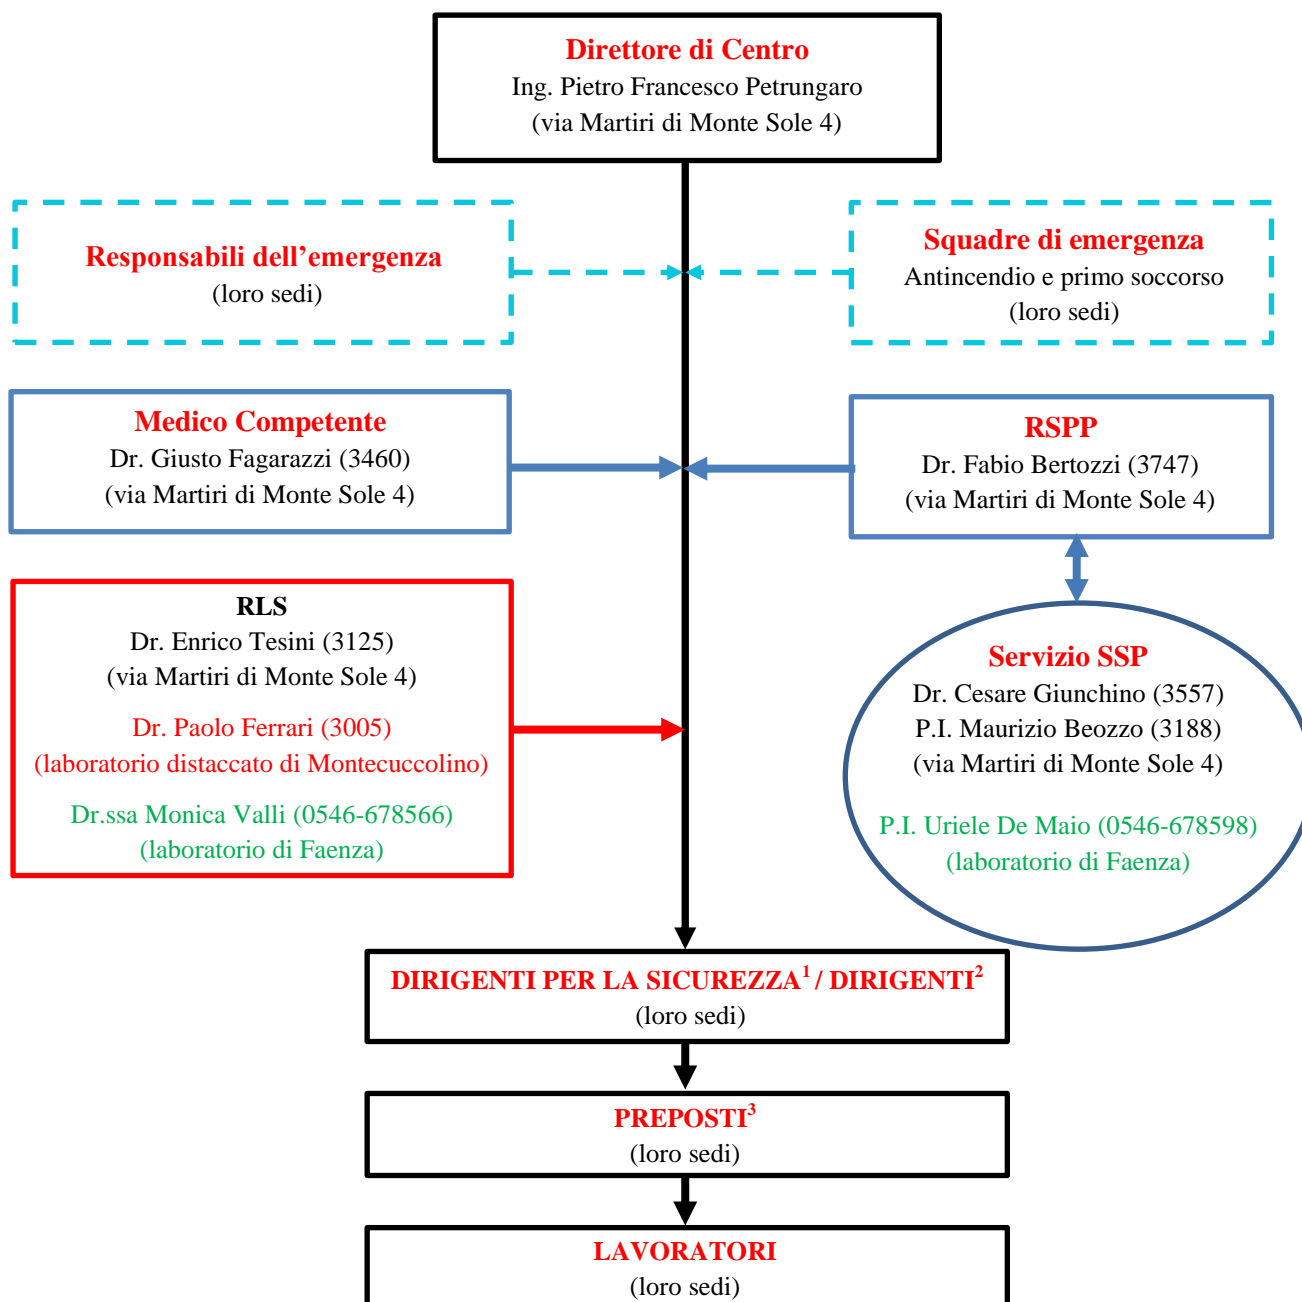 Direttore di Centro
Ing. Pietro Francesco Petrungaro
(via Martiri di Monte Sole 4)
Responsabili dell’emergenza
(loro sedi)
Squadre di emergenza
Antincendio e primo soccorso
(loro sedi)
Medico Competente
Dr. Giusto Fagarazzi (3460)
(via Martiri di Monte Sole 4)
RSPP
Dr. Fabio Bertozzi (3747)
(via Martiri di Monte Sole 4)
RLS
Dr. Enrico Tesini (3125)
(via Martiri di Monte Sole 4)
Dr. Paolo Ferrari (3005)
(laboratorio distaccato di Montecuccolino)
Dr.ssa Monica Valli (0546-678566)
(laboratorio di Faenza)
Servizio SSP
Dr. Cesare Giunchino (3557)
P.I. Maurizio Beozzo (3188)
(via Martiri di Monte Sole 4)
P.I. Uriele De Maio (0546-678598)
(laboratorio di Faenza)
DIRIGENTI PER LA SICUREZZA¹ / DIRIGENTI²
(loro sedi)
PREPOSTI³
(loro sedi)
LAVORATORI
(loro sedi)